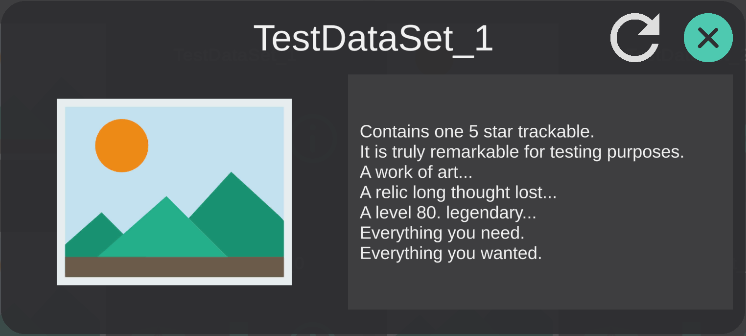 TestDataSet_1
Contains one 5 star trackable.
It is truly remarkable for testing purposes.
A work of art...
A relic long thought lost...
A level 80. legendary...
Everything you need.
Everything you wanted.